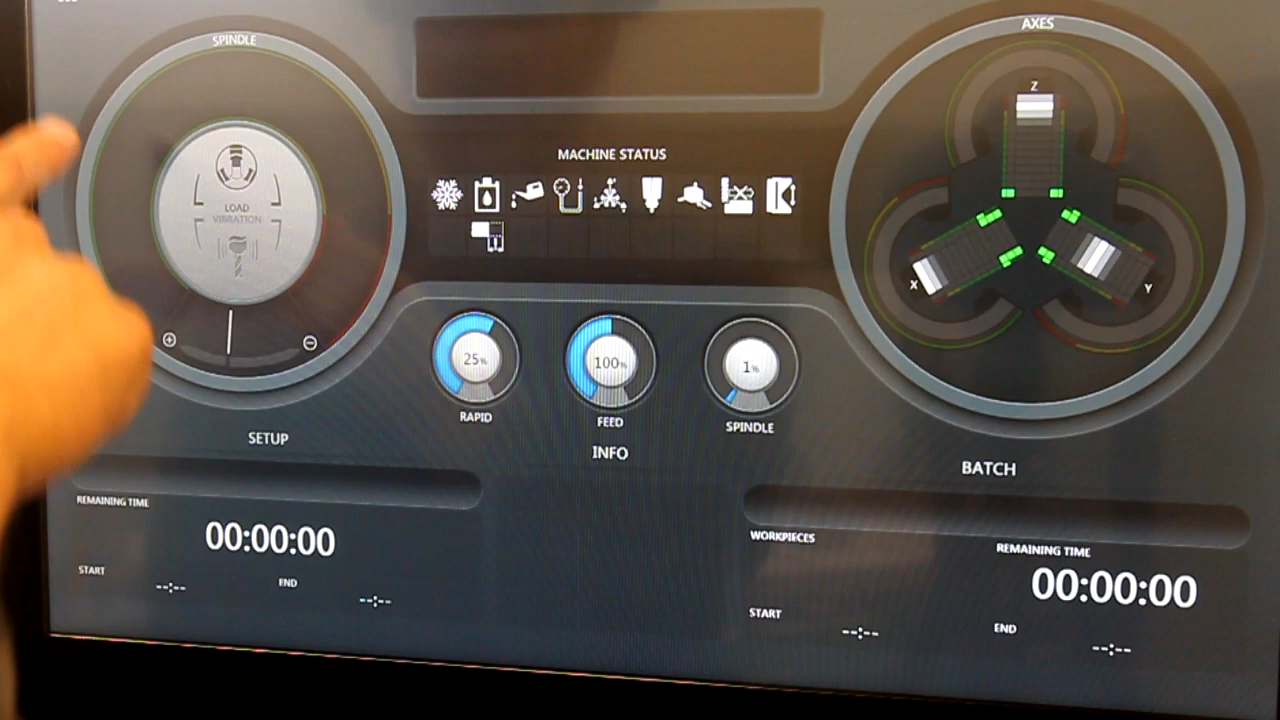 SPINDLE
AXES
Z
MACHINE STATUS
LOAD
VIBRATION
X
Y
25%
100%
1%
RAPID
FEED
SPINDLE
SETUP
INFO
BATCH
REMAINING TIME
00:00:00
START
--:--
END
--:--
WORKPIECES
REMAINING TIME
00:00:00
START
--:--
END
--:--